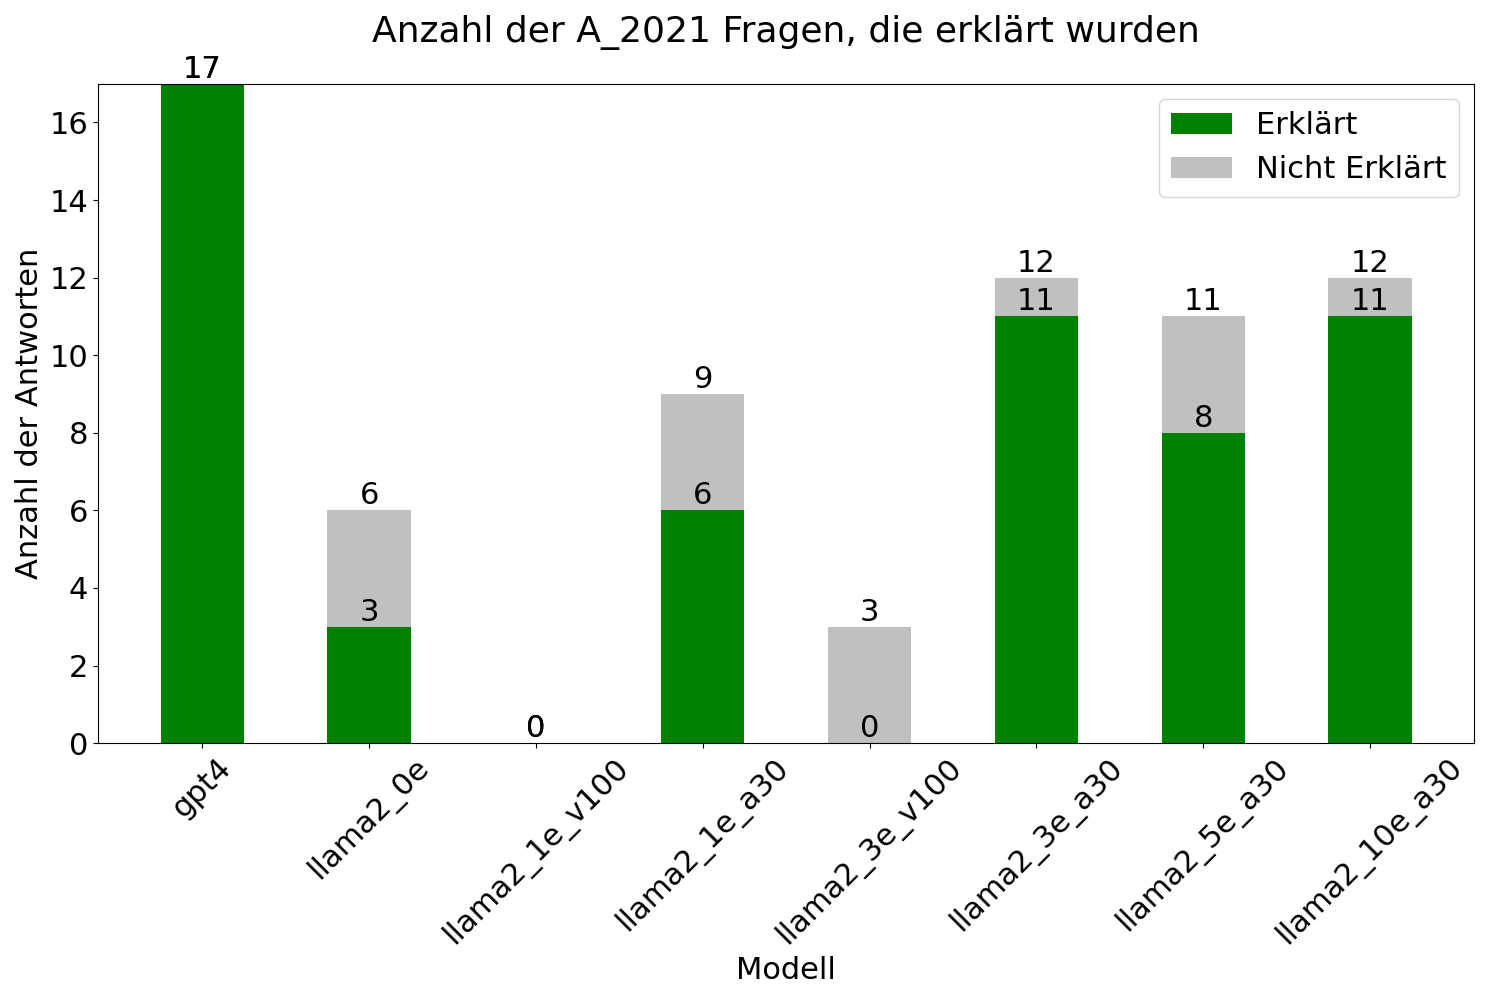 Anzahl der A_2021 Fragen, die erklärt wurden
17
Erklärt
Nicht Erklärt
16
14
12
10
8
6
4
2
0
Anzahl der Antworten
6
3
0
9
6
3
0
12
11
11
8
12
11
gpt4
llama2_0e
llama2_1e_v100
llama2_1e_a30
llama2_3e_v100
llama2_3e_a30
llama2_5e_a30
llama2_10e_a30
Modell